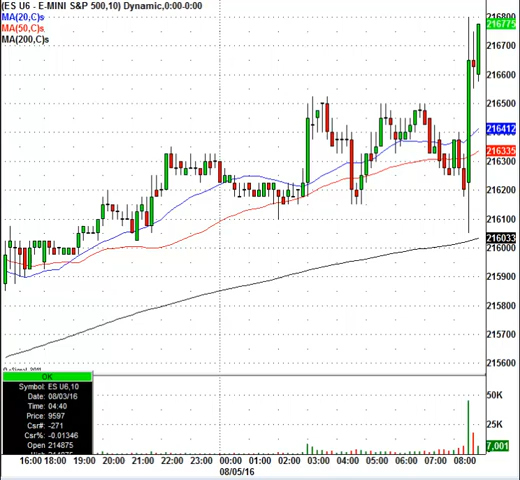 (ES U6 - E-MINI S&P 500,10) Dynamic,0:00-0:00
MA(20,C)s
MA(50,C)s
MA(200,C)s
216800
216775
216700
216600
216500
216412
216335
216300
216200
216100
216033
216000
215900
215800
215700
215600
OK
Symbol: ES U6,10
Date: 08/03/16
Time: 04:40
Price: 9597
Csr#: -271
Csr%: -0.01346
Open 214875
50K
25K
7,001
16:00 18:00 19:00 20:00 21:00 22:00 23:00 00:00 01:00 02:00 03:00 04:00 05:00 06:00 07:00 08:00
08/05/16